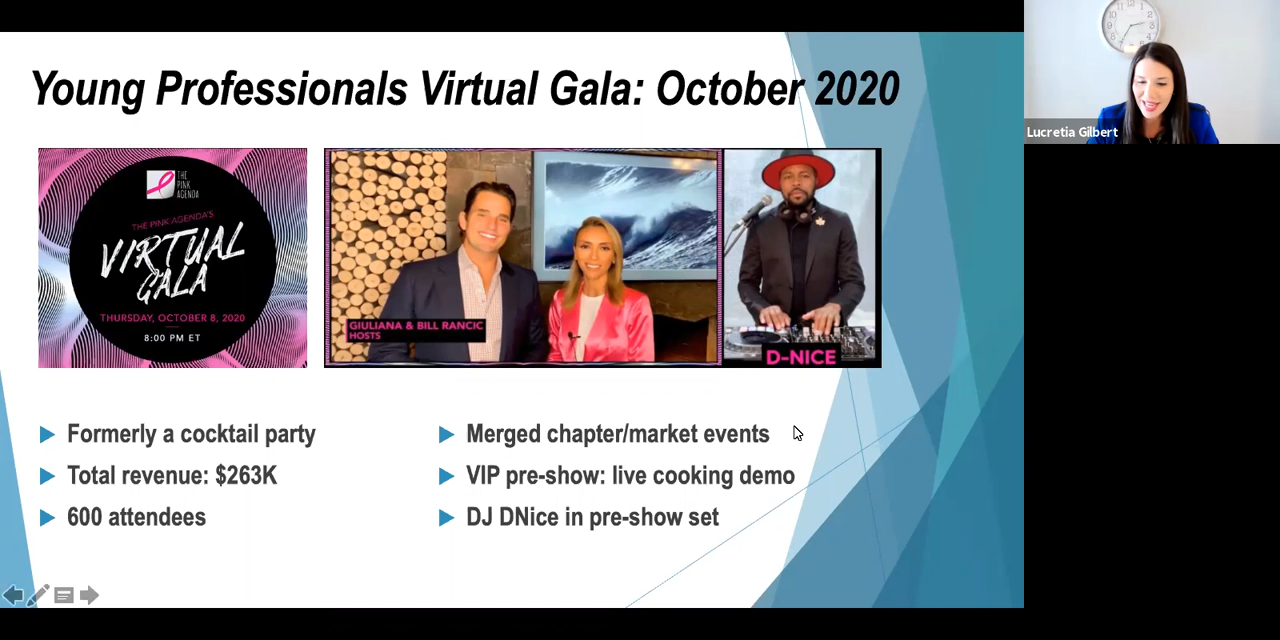 Young Professionals Virtual Gala: October 2020
THE
PINK
AGENDA
THE PINK AGENDA'S
VIRTUAL
GALA
THURSDAY, OCTOBER 8, 2020
8:00 PM ET
GIULIANA & BILL RANCIC
HOSTS
D-NICE
Formerly a cocktail party
Total revenue: $263K
600 attendees
Merged chapter/market events
VIP pre-show: live cooking demo
DJ DNice in pre-show set
Lucretia Gilbert